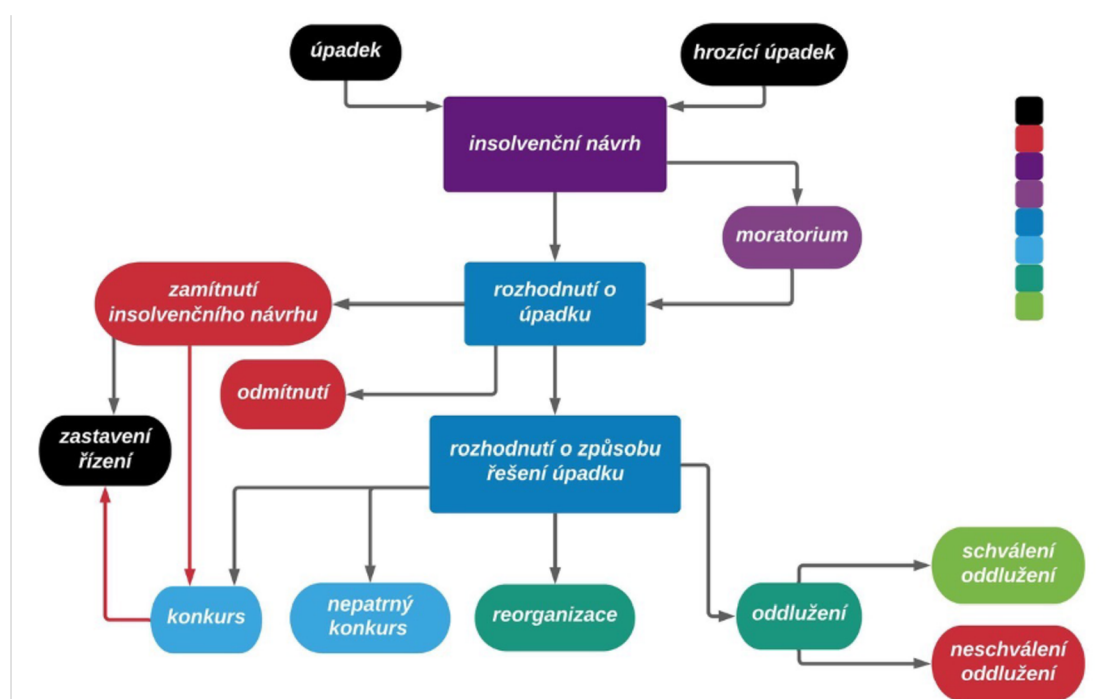 úpadek
hrozící úpadek
insolvenční návrh
moratorium
zamítnutí
insolvenčního návrhu
rozhodnutí o
úpadku
odmítnutí
zastavení
řízení
rozhodnutí o způsobu
řešení úpadku
schválení
oddlužení
konkurs
nepatrný
konkurs
reorganizace
oddlužení
neschválení
oddlužení